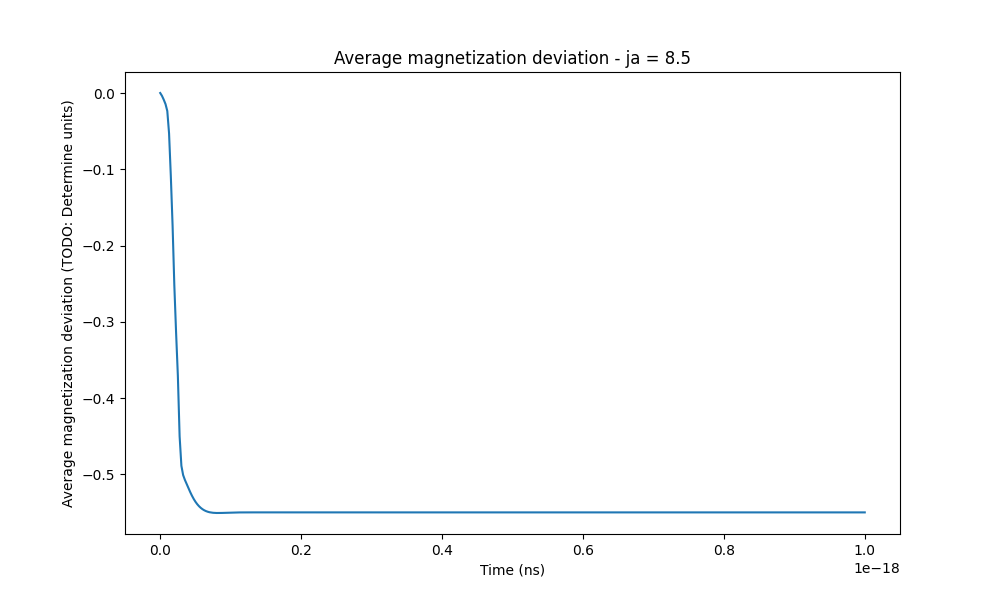 Average magnetization deviation - ja = 8.5
Average magnetization deviation (TODO: Determine units)
0.0
−0.1
−0.2
−0.3
−0.4
−0.5
0.0 0.2 0.4 0.6 0.8 1.0
1e−18
Time (ns)